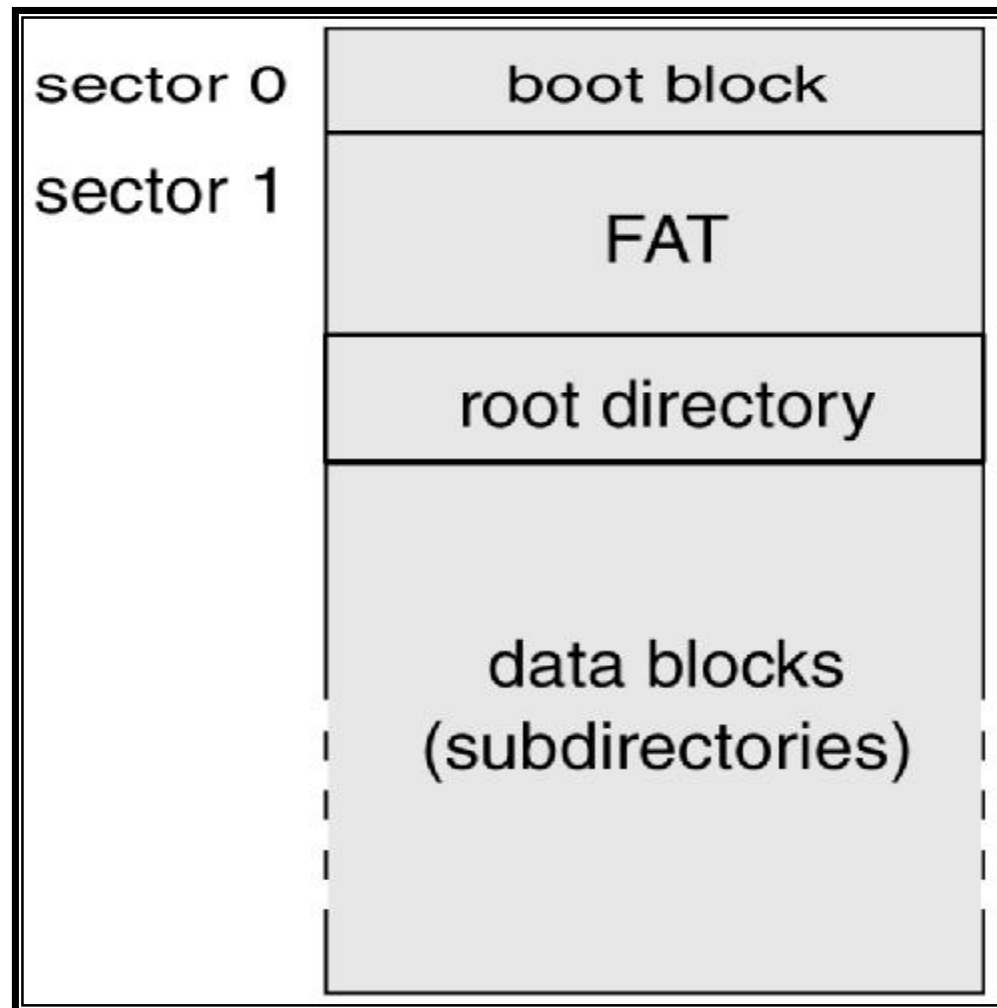 sector 0
boot block
sector 1
FAT
root directory
data blocks
(subdirectories)